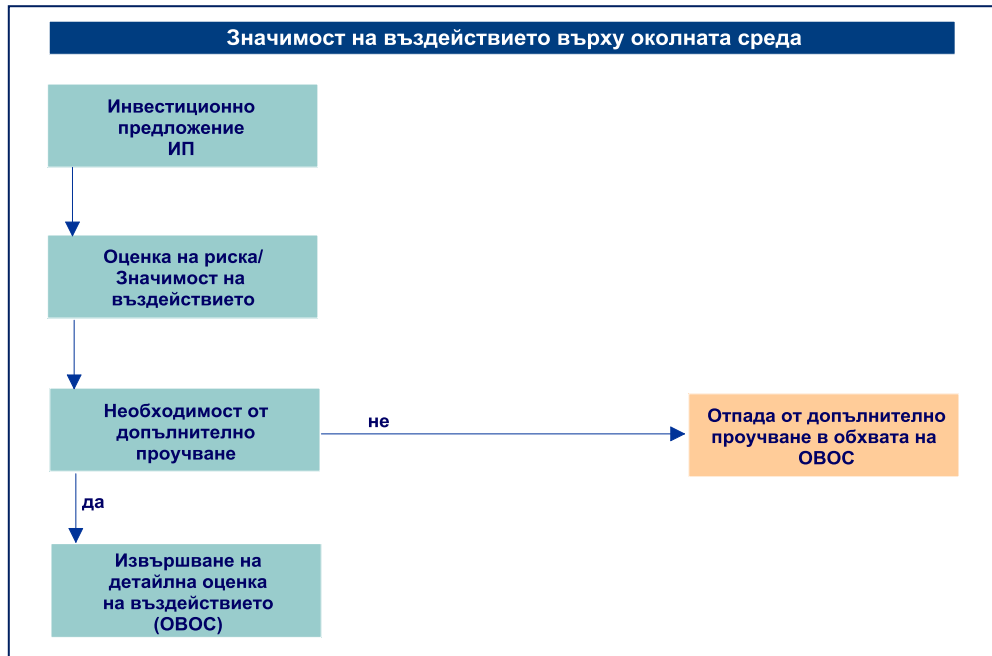 Значимост на въздействието върху околната среда
Инвестиционно
предложение
ИП
Оценка на риска/
Значимост на
въздействието
Необходимост от
допълнително
проучване
не
Отпада от допълнително
проучване в обхвата на
ОВОС
да
Извършване на
детайлна оценка
на въздействието
(ОВОС)